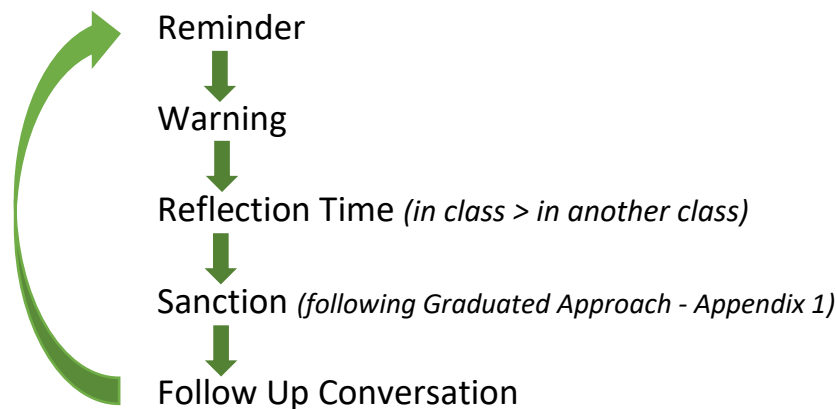 Reminder
Warning
Reflection Time (in class > in another class)
Sanction (following Graduated Approach - Appendix 1)
Follow Up Conversation